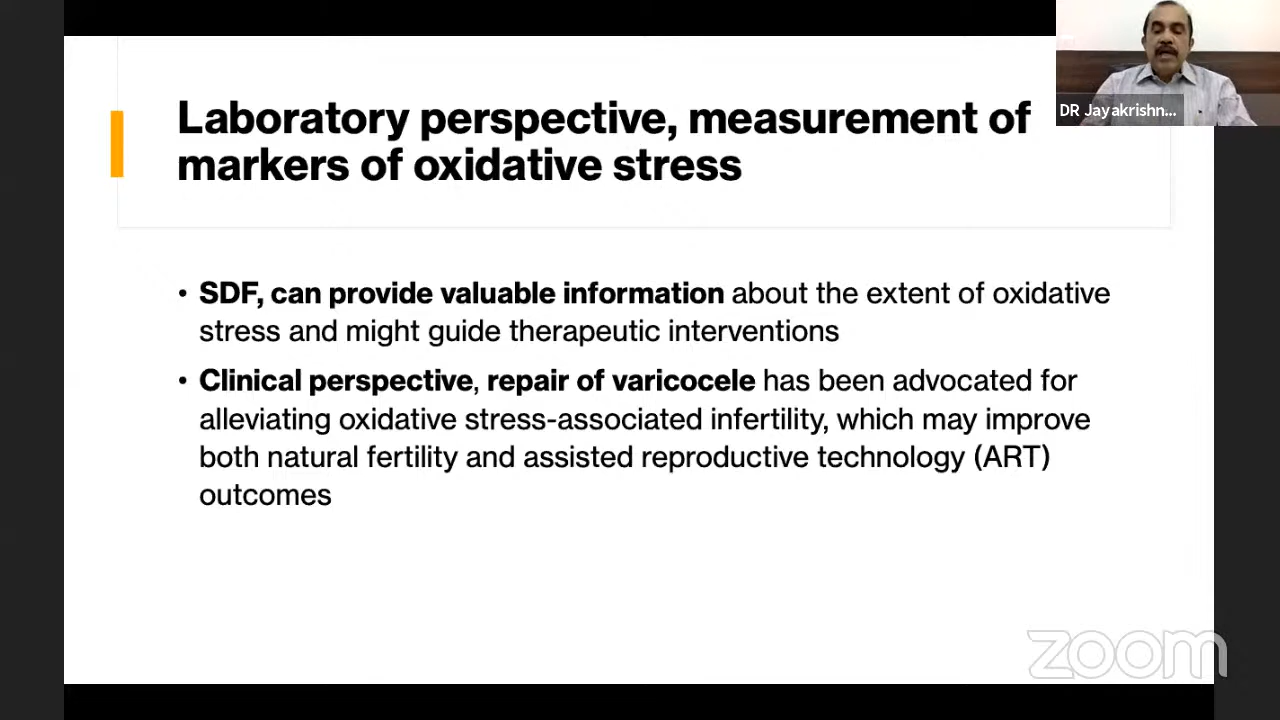 Laboratory perspective, measurement of
markers of oxidative stress
DR Jayakrishn...
• SDF, can provide valuable information about the extent of oxidative
stress and might guide therapeutic interventions
• Clinical perspective, repair of varicocele has been advocated for
alleviating oxidative stress-associated infertility, which may improve
both natural fertility and assisted reproductive technology (ART)
outcomes
zoom